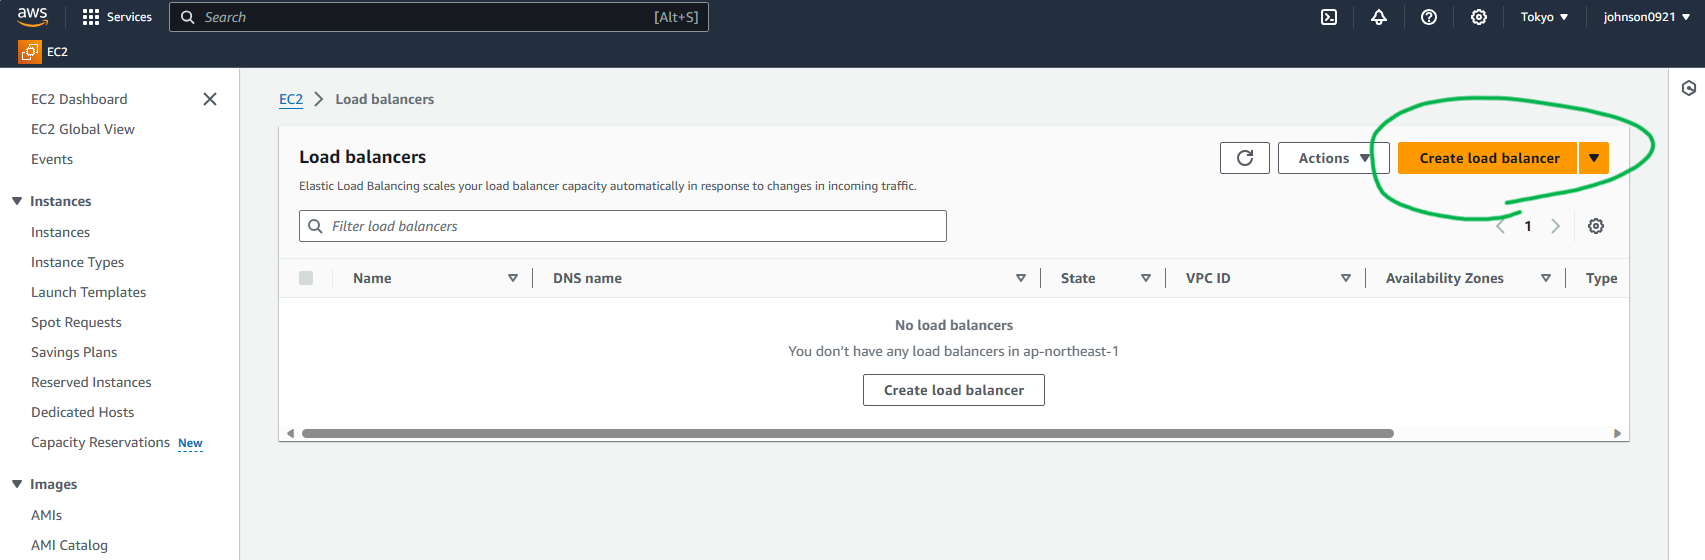 aws
Services
Search
[Alt+S]
Tokyo
johnson0921
EC2
EC2 Dashboard
EC2 Global View
Events
Instances
Instances
Instance Types
Launch Templates
Spot Requests
Savings Plans
Reserved Instances
Dedicated Hosts
Capacity Reservations New
Images
AMIs
AMI Catalog
EC2 Load balancers
Load balancers
Actions
Create load balancer
Elastic Load Balancing scales your load balancer capacity automatically in response to changes in incoming traffic.
Filter load balancers
1
Name
DNS name
State
VPC ID
Availability Zones
Type
No load balancers
You don’t have any load balancers in ap-northeast-1
Create load balancer